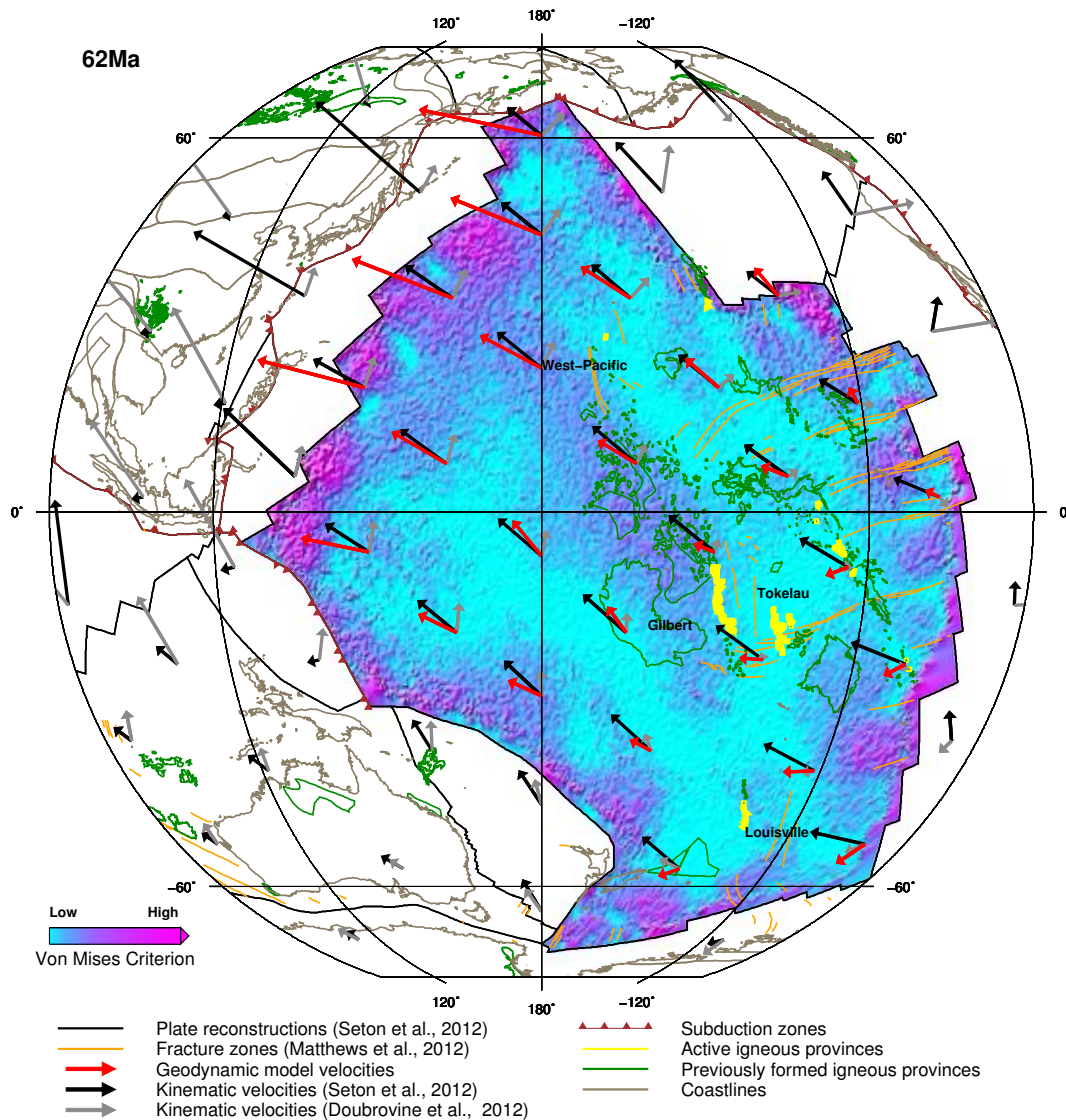 120° 180° −120°
62Ma
60° 60°
West−Pacific
0° 0°
Tokelau
Gilbert
Louisville
−60° −60°
Low High
Von Mises Criterion
120° 180° −120°
Plate reconstructions (Seton et al., 2012)
Fracture zones (Matthews et al., 2012)
Geodynamic model velocities
Kinematic velocities (Seton et al., 2012)
Kinematic velocities (Doubrovine et al., 2012)
Subduction zones
Active igneous provinces
Previously formed igneous provinces
Coastlines